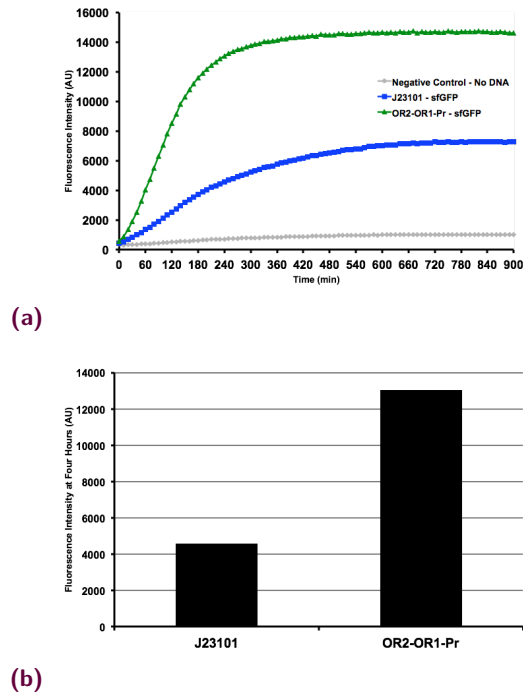 16000
14000
12000
10000
8000
6000
4000
2000
0
Fluorescence Intensity (AU)
Negative Control - No DNA
J23101 - sfGFP
OR2-OR1-Pr - sfGFP
0 60 120 180 240 300 360 420 480 540 600 660 720 780 840 900
Time (min)
(a)
14000
12000
10000
8000
6000
4000
2000
0
Fluorescence Intensity at Four Hours (AU)
J23101 OR2-OR1-Pr
(b)